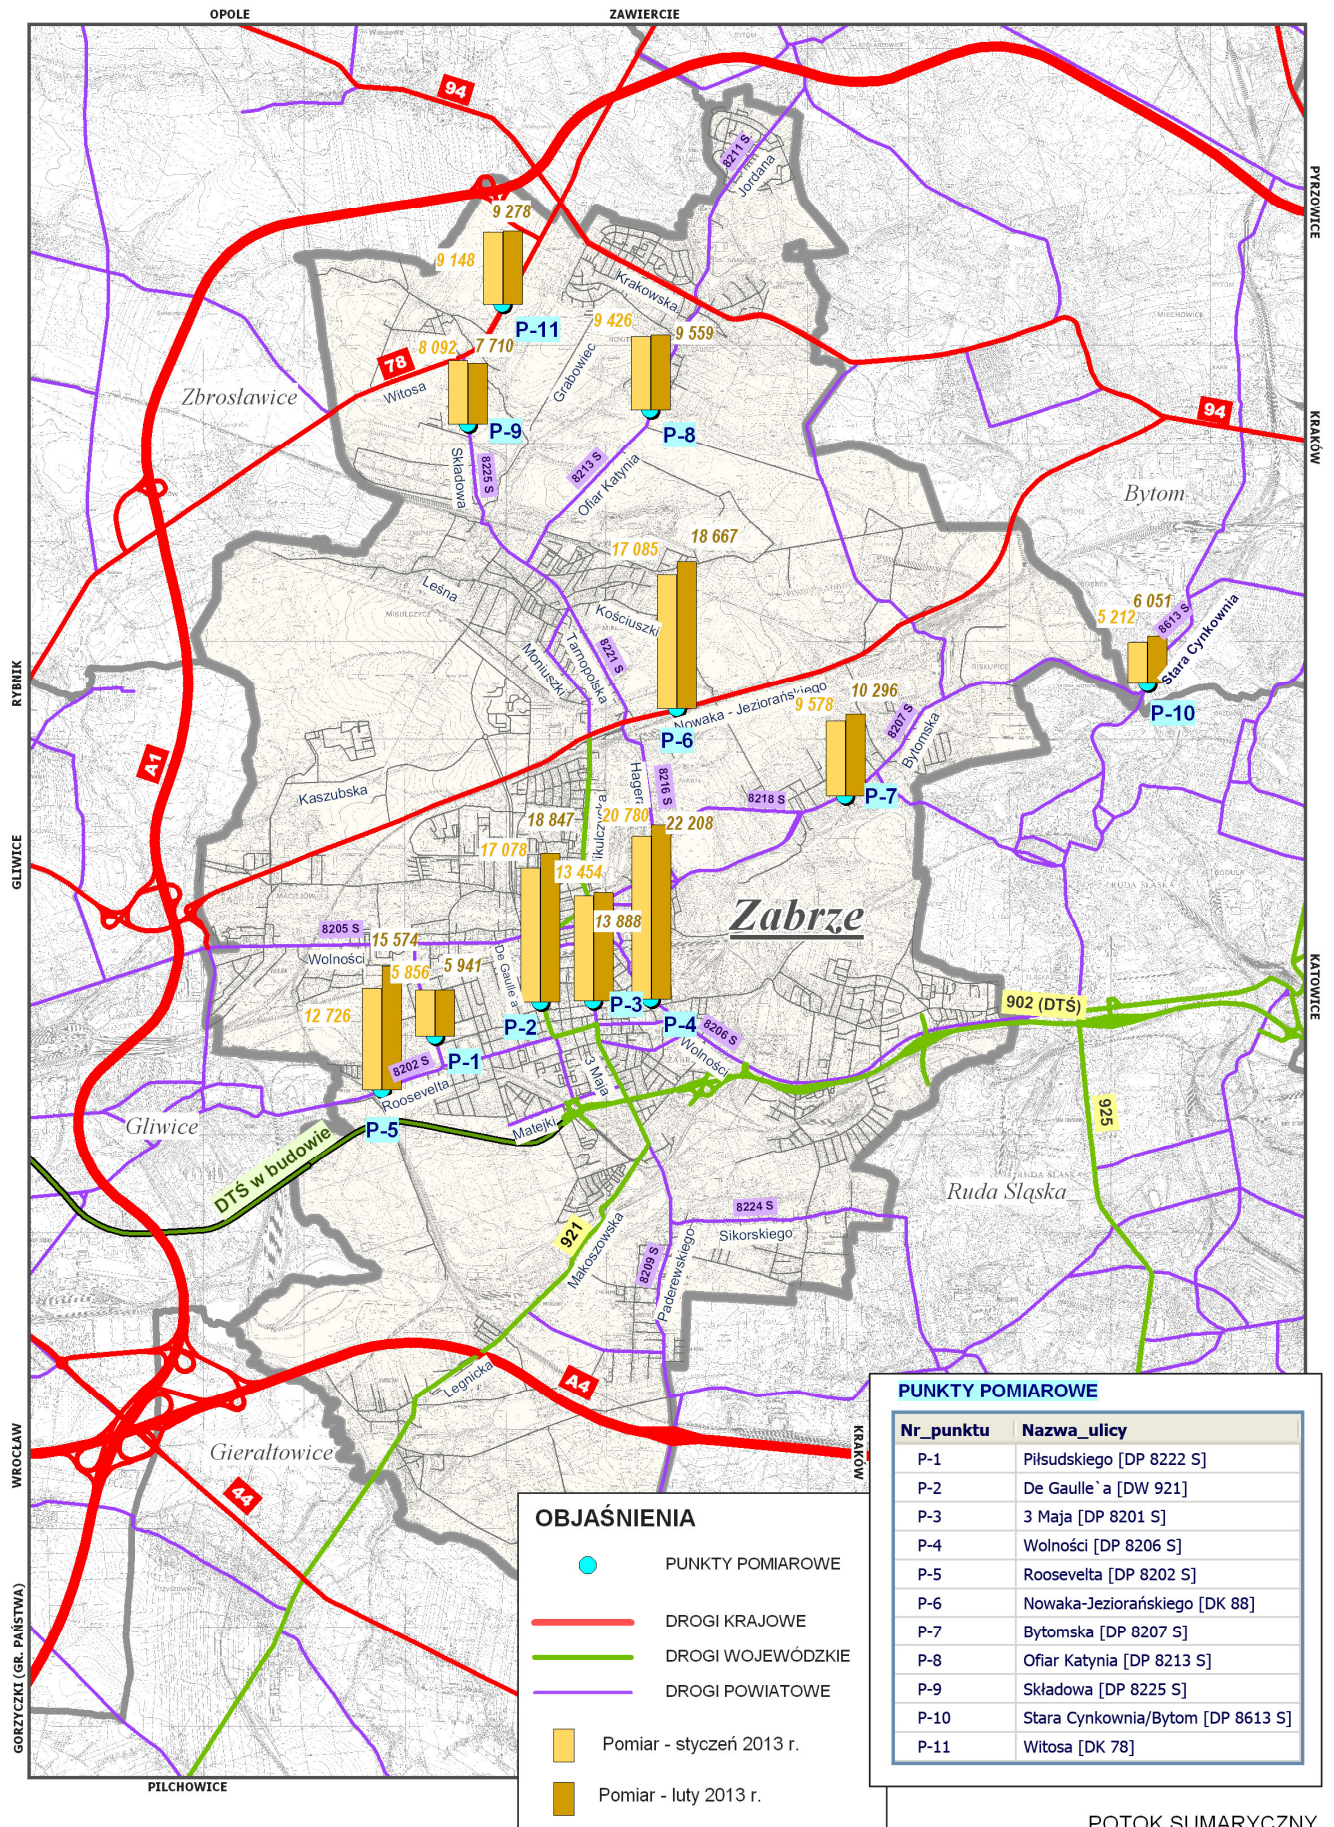 OPOLE
ZAWIERCIE
94
8211 S
Jordana
PYRZOWICE
9 278
9 148
Krakowska
P-11
9 426
9 559
8 092
7 710
78
Witosa
Grabowiec
Zbrosławice
94
KRAKÓW
P-9
P-8
8225 S
Składowa
8213 S
Ofiar Katynia
Bytom
18 667
17 085
Leśna
MIKULCZYCE
Kościuszki
6 051
5 212
8613 S
Stara Cynkownia
Tarnopolska
8221 S
Moniuszki
BISKUPICE
RYBNIK
Nowaka - Jeziorańskiego
10 296
9 578
8207 S
Bytomska
P-10
P-6
A1
Hagera
8216 S
Kaszubska
8218 S
P-7
20 780
22 208
18 847
17 078
13 454
GLIWICE
MACIEJÓW
RUDA ŚLĄSKA
Zabrze
8205 S
Wolności
15 574
13 888
5 856
5 941
De Gaulle`a
12 726
KATOWICE
902 (DTŚ)
P-3
P-2
P-4
8206 S
Wolności
P-1
8202 S
Roosevelta
3 Maja
925
Gliwice
P-5
Matejki
DTŚ w budowie
Ruda Śląska
8224 S
Sikorskiego
921
Makoszowska
8209 S
Paderewskiego
Legnicka
A4
WROCŁAW
KRAKÓW
Gierałtowice
44
GORZYCZKI (GR. PAŃSTWA)
PILCHOWICE
PUNKTY POMIAROWE
Nr_punktu Nazwa_ulicy
P-1 Piłsudskiego [DP 8222 S]
P-2 De Gaulle`a [DW 921]
P-3 3 Maja [DP 8201 S]
P-4 Wolności [DP 8206 S]
P-5 Roosevelta [DP 8202 S]
P-6 Nowaka-Jeziorańskiego [DK 88]
P-7 Bytomska [DP 8207 S]
P-8 Ofiar Katynia [DP 8213 S]
P-9 Składowa [DP 8225 S]
P-10 Stara Cynkownia/Bytom [DP 8613 S]
P-11 Witosa [DK 78]
OBJAŚNIENIA
PUNKTY POMIAROWE
DROGI KRAJOWE
DROGI WOJEWÓDZKIE
DROGI POWIATOWE
Pomiar - styczeń 2013 r.
Pomiar - luty 2013 r.
POTOK SUMARYCZNY